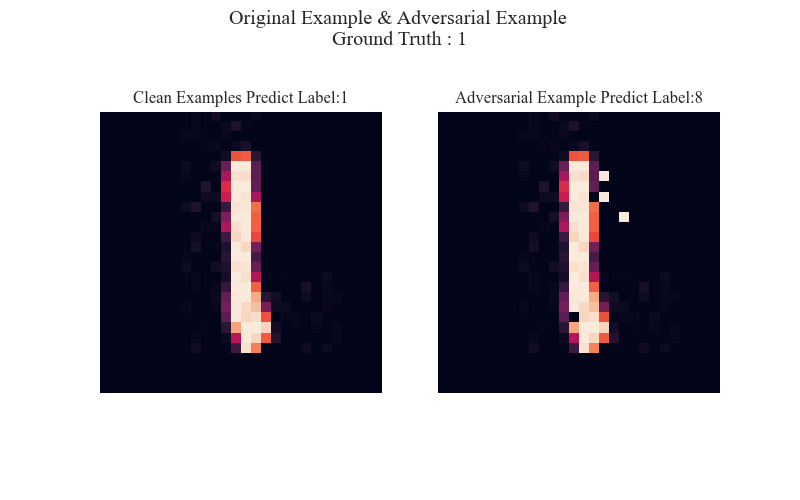 Original Example & Adversarial Example
Ground Truth : 1
Clean Examples Predict Label:1
Adversarial Example Predict Label:8